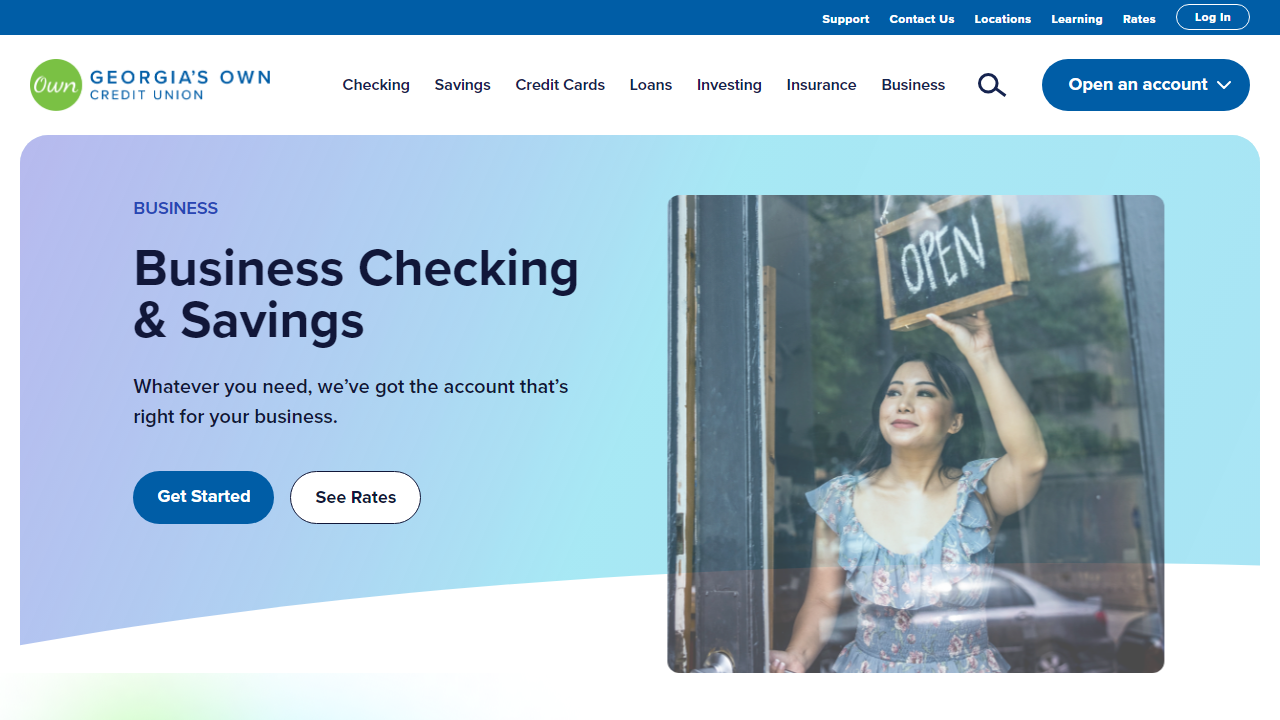 Support Contact Us Locations Learning Rates Log In
Own GEORGIA'S OWN
CREDIT UNION
Checking Savings Credit Cards Loans Investing Insurance Business Open an account
BUSINESS
Business Checking
& Savings
Whatever you need, we’ve got the account that’s
right for your business.
Get Started See Rates
OPEN